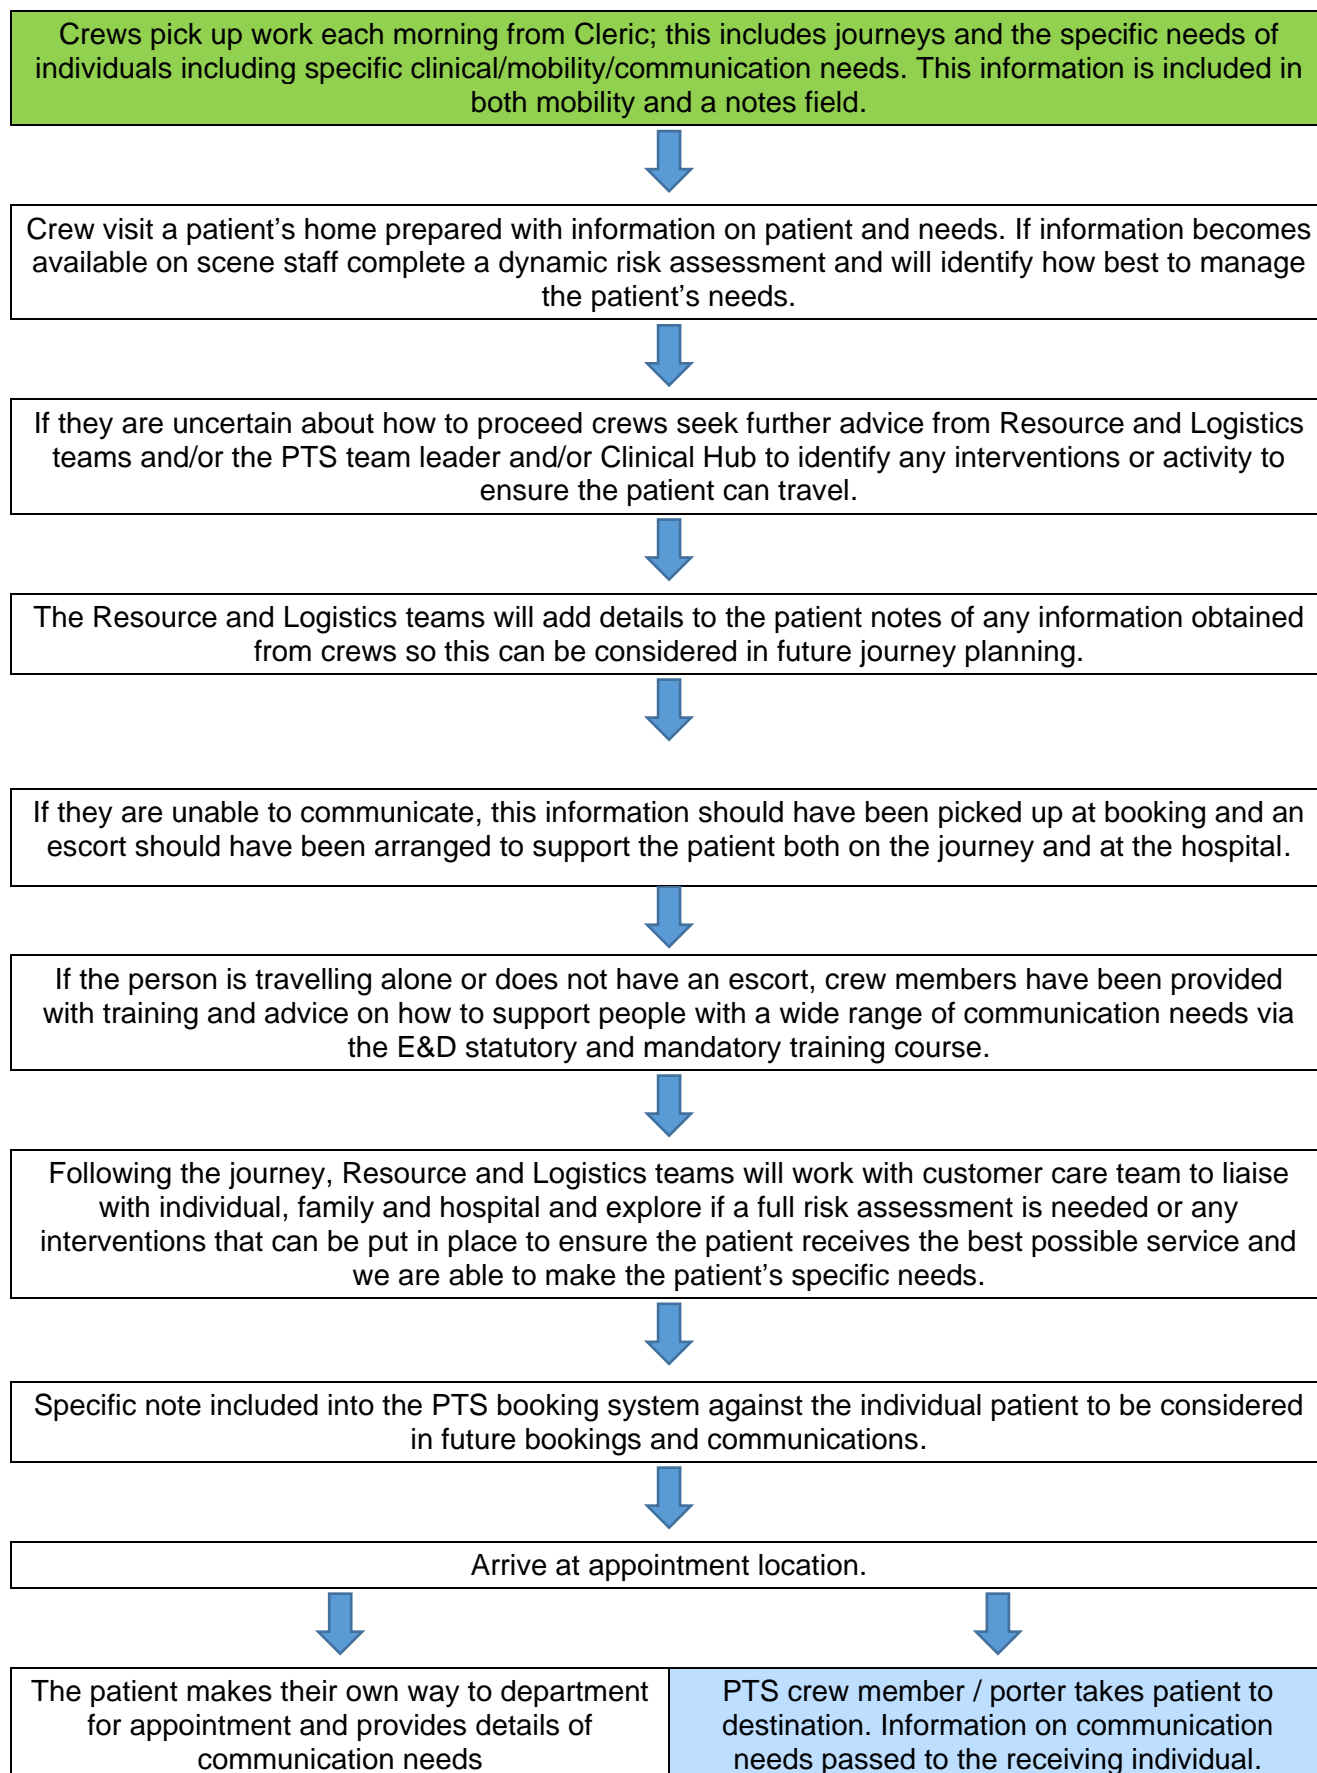 Crews pick up work each morning from Cleric; this includes journeys and the specific needs of
individuals including specific clinical/mobility/communication needs. This information is included in
both mobility and a notes field.
Crew visit a patient's home prepared with information on patient and needs. If information becomes
available on scene staff complete a dynamic risk assessment and will identify how best to manage
the patient's needs.
If they are uncertain about how to proceed crews seek further advice from Resource and Logistics
teams and/or the PTS team leader and/or Clinical Hub to identify any interventions or activity to
ensure the patient can travel.
The Resource and Logistics teams will add details to the patient notes of any information obtained
from crews so this can be considered in future journey planning.
If they are unable to communicate, this information should have been picked up at booking and an
escort should have been arranged to support the patient both on the journey and at the hospital.
If the person is travelling alone or does not have an escort, crew members have been provided
with training and advice on how to support people with a wide range of communication needs via
the E&D statutory and mandatory training course.
Following the journey, Resource and Logistics teams will work with customer care team to liaise
with individual, family and hospital and explore if a full risk assessment is needed or any
interventions that can be put in place to ensure the patient receives the best possible service and
we are able to make the patient's specific needs.
Specific note included into the PTS booking system against the individual patient to be considered
in future bookings and communications.
Arrive at appointment location.
The patient makes their own way to department
for appointment and provides details of
communication needs
PTS crew member / porter takes patient to
destination. Information on communication
needs passed to the receiving individual.